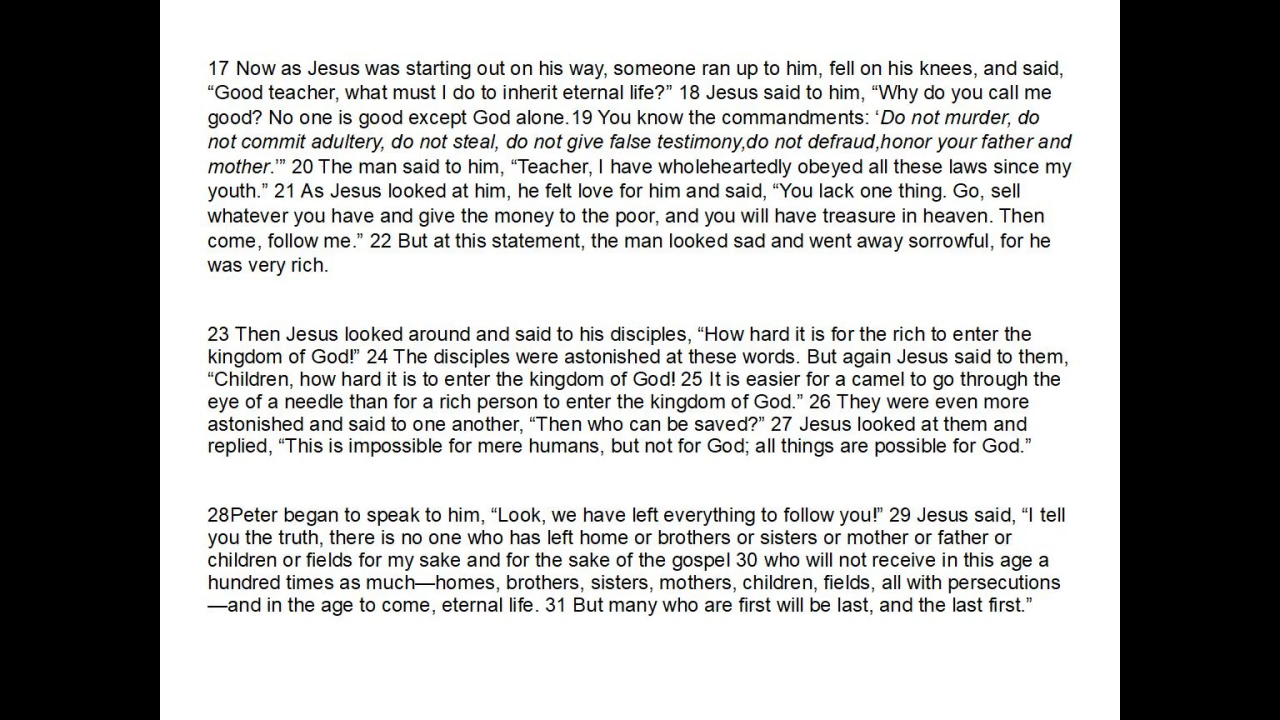 17 Now as Jesus was starting out on his way, someone ran up to him, fell on his knees, and said,
“Good teacher, what must I do to inherit eternal life?” 18 Jesus said to him, “Why do you call me
good? No one is good except God alone.19 You know the commandments: ‘Do not murder, do
not commit adultery, do not steal, do not give false testimony,do not defraud,honor your father and
mother.’” 20 The man said to him, “Teacher, I have wholeheartedly obeyed all these laws since my
youth.” 21 As Jesus looked at him, he felt love for him and said, “You lack one thing. Go, sell
whatever you have and give the money to the poor, and you will have treasure in heaven. Then
come, follow me.” 22 But at this statement, the man looked sad and went away sorrowful, for he
was very rich.
23 Then Jesus looked around and said to his disciples, “How hard it is for the rich to enter the
kingdom of God!” 24 The disciples were astonished at these words. But again Jesus said to them,
“Children, how hard it is to enter the kingdom of God! 25 It is easier for a camel to go through the
eye of a needle than for a rich person to enter the kingdom of God.” 26 They were even more
astonished and said to one another, “Then who can be saved?” 27 Jesus looked at them and
replied, “This is impossible for mere humans, but not for God; all things are possible for God.”
28Peter began to speak to him, “Look, we have left everything to follow you!” 29 Jesus said, “I tell
you the truth, there is no one who has left home or brothers or sisters or mother or father or
children or fields for my sake and for the sake of the gospel 30 who will not receive in this age a
hundred times as much—homes, brothers, sisters, mothers, children, fields, all with persecutions
—and in the age to come, eternal life. 31 But many who are first will be last, and the last first.”